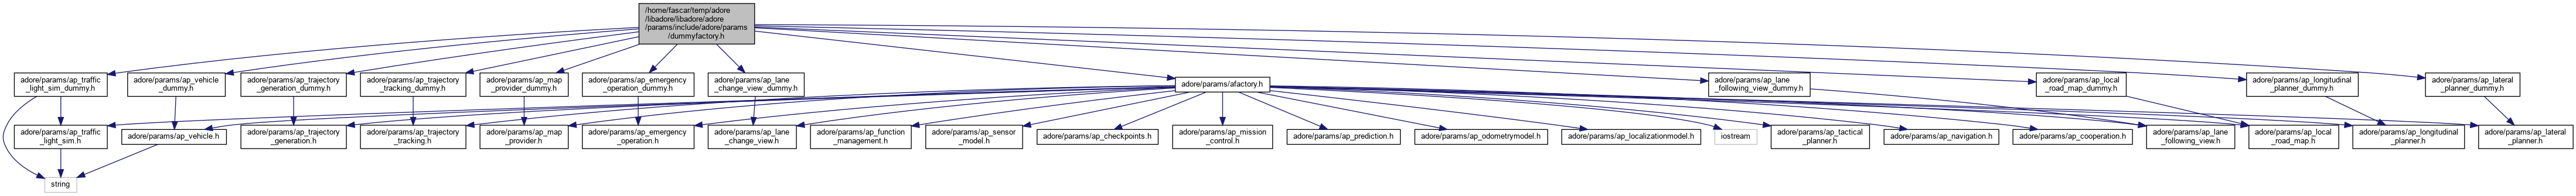 /home/fascar/temp/adore
/libadore/libadore/adore
/params/include/adore/params
/dummyfactory.h
adore/params/ap_traffic
_light_sim_dummy.h
adore/params/ap_vehicle
_dummy.h
adore/params/ap_trajectory
_generation_dummy.h
adore/params/ap_trajectory
_tracking_dummy.h
adore/params/ap_map
_provider_dummy.h
adore/params/ap_emergency
_operation_dummy.h
adore/params/ap_lane
_change_view_dummy.h
adore/params/afactory.h
adore/params/ap_lane
_following_view_dummy.h
adore/params/ap_local
_road_map_dummy.h
adore/params/ap_longitudinal
_planner_dummy.h
adore/params/ap_lateral
_planner_dummy.h
adore/params/ap_traffic
_light_sim.h
adore/params/ap_vehicle.h
adore/params/ap_trajectory
_generation.h
adore/params/ap_trajectory
_tracking.h
adore/params/ap_map
_provider.h
adore/params/ap_emergency
_operation.h
adore/params/ap_lane
_change_view.h
adore/params/ap_function
_management.h
adore/params/ap_sensor
_model.h
adore/params/ap_checkpoints.h
adore/params/ap_mission
_control.h
adore/params/ap_prediction.h
adore/params/ap_odometrymodel.h
adore/params/ap_localizationmodel.h
iostream
adore/params/ap_tactical
_planner.h
adore/params/ap_navigation.h
adore/params/ap_cooperation.h
adore/params/ap_lane
_following_view.h
adore/params/ap_local
_road_map.h
adore/params/ap_longitudinal
_planner.h
adore/params/ap_lateral
_planner.h
string